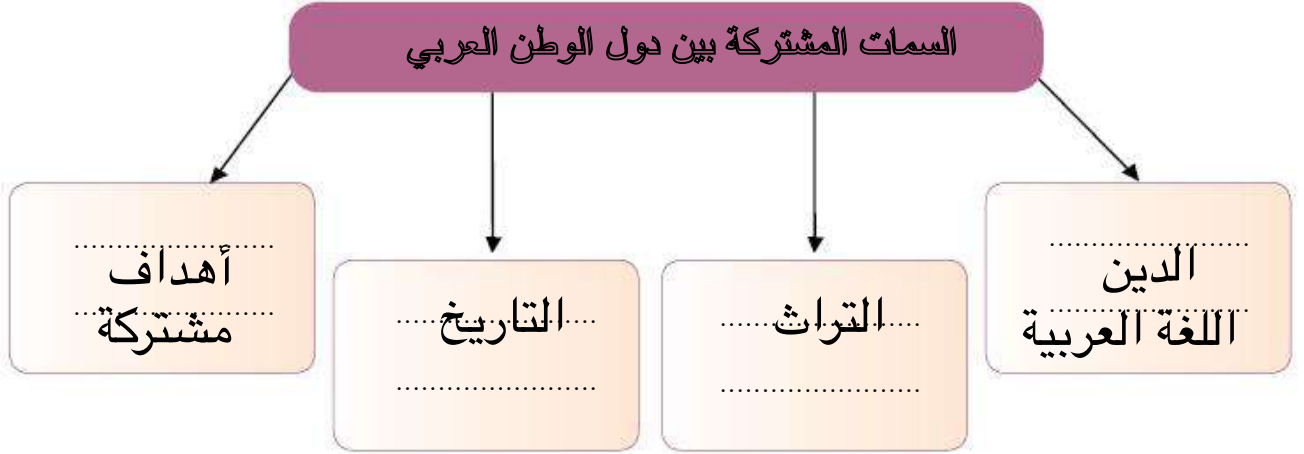 السمات المشتركة بين دول الوطن العربي
الدين
اللغة العربية
التراث
التاريخ
أهداف
مشتركة